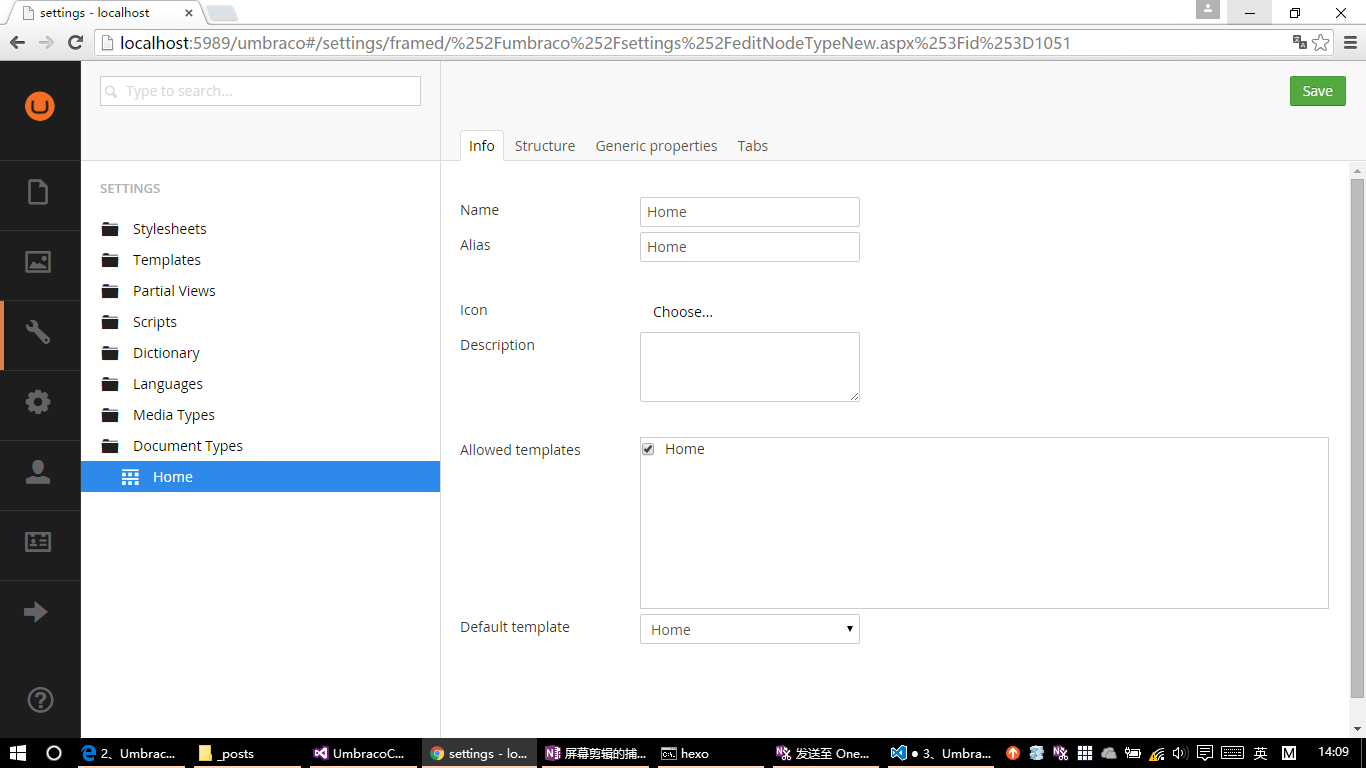 settings - localhost
localhost:5989/umbraco#/settings/framed/%252Fumbraco%252Fsettings%252FeditNodeTypeNew.aspx%253Fid%253D1051
Type to search...
Save
Info Structure Generic properties Tabs
SETTINGS
Stylesheets
Templates
Partial Views
Scripts
Dictionary
Languages
Media Types
Document Types
Home
Name
Home
Alias
Home
Icon
Choose...
Description
Allowed templates
Home
Default template
Home
2、Umbrac... _posts UmbracoC... settings - lo... 屏幕剪辑的捕... hexo 发送至 One... ● 3、Umbra... 英 M 14:09